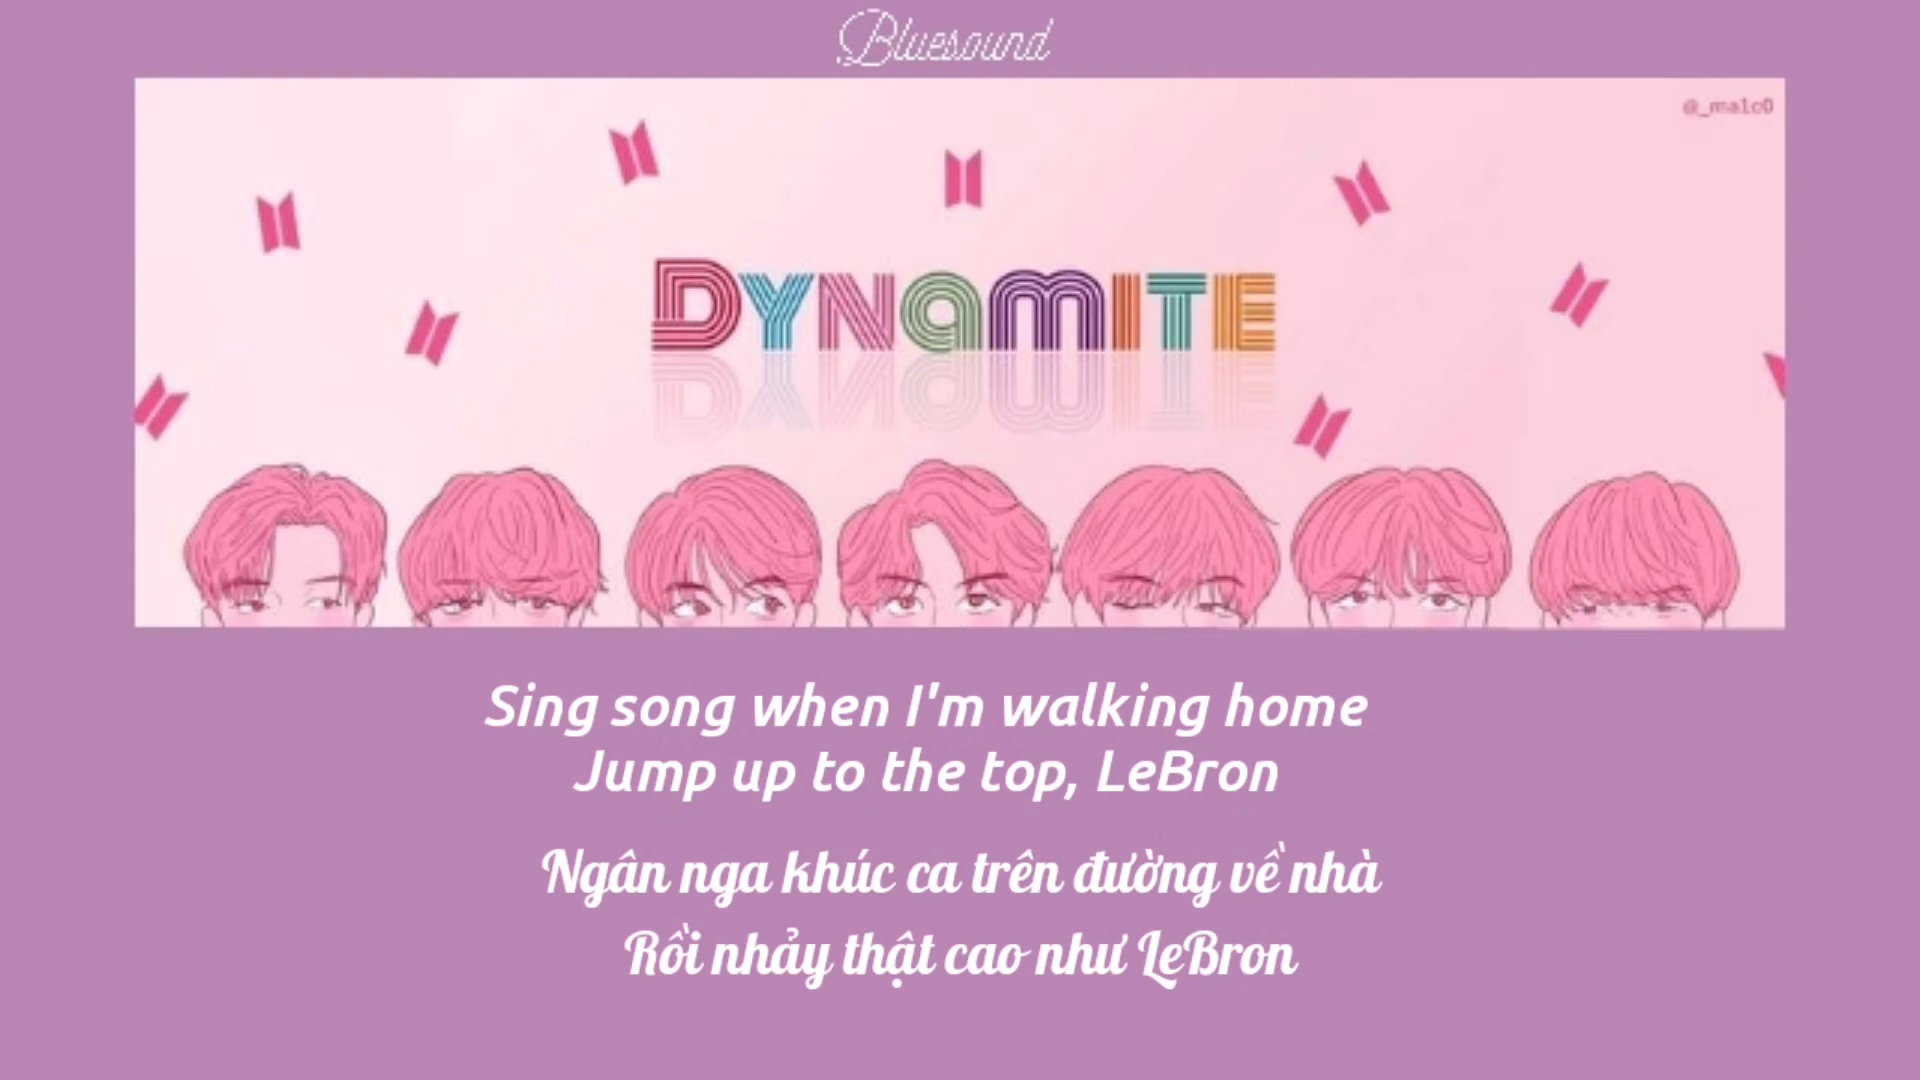 Bluesound
@_ma1c0
DYNAMITE
Sing song when I'm walking home
Jump up to the top, LeBron
Ngân nga khúc ca trên đường về nhà
Rồi nhảy thật cao như LeBron